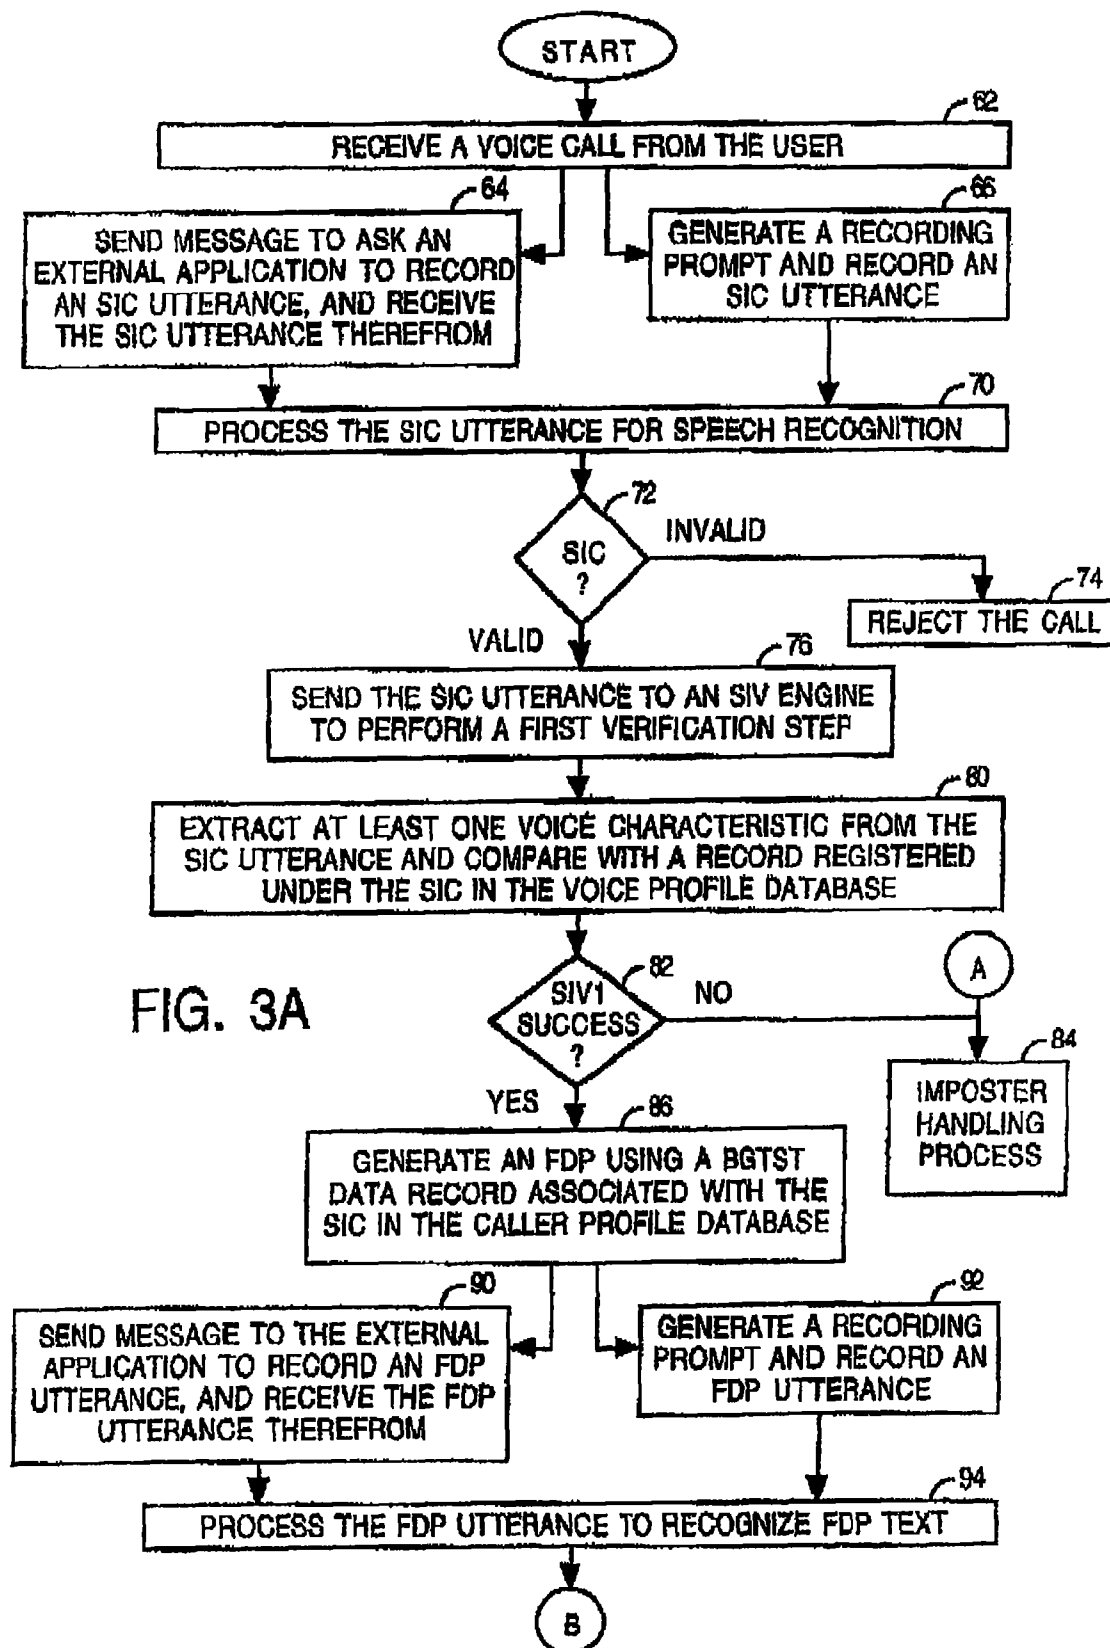 START
62
RECEIVE A VOICE CALL FROM THE USER
64
SEND MESSAGE TO ASK AN
EXTERNAL APPLICATION TO RECORD
AN SIC UTTERANCE, AND RECEIVE
THE SIC UTTERANCE THEREFROM
66
GENERATE A RECORDING
PROMPT AND RECORD AN
SIC UTTERANCE
70
PROCESS THE SIC UTTERANCE FOR SPEECH RECOGNITION
72
SIC
?
INVALID
74
REJECT THE CALL
VALID
76
SEND THE SIC UTTERANCE TO AN SIV ENGINE
TO PERFORM A FIRST VERIFICATION STEP
80
EXTRACT AT LEAST ONE VOICE CHARACTERISTIC FROM THE
SIC UTTERANCE AND COMPARE WITH A RECORD REGISTERED
UNDER THE SIC IN THE VOICE PROFILE DATABASE
FIG. 3A
82
SIV1
SUCCESS
?
NO
A
84
IMPOSTER
HANDLING
PROCESS
YES
86
GENERATE AN FDP USING A BGTST
DATA RECORD ASSOCIATED WITH THE
SIC IN THE CALLER PROFILE DATABASE
90
SEND MESSAGE TO THE EXTERNAL
APPLICATION TO RECORD AN FDP
UTTERANCE, AND RECEIVE THE FDP
UTTERANCE THEREFROM
92
GENERATE A RECORDING
PROMPT AND RECORD AN
FDP UTTERANCE
94
PROCESS THE FDP UTTERANCE TO RECOGNIZE FDP TEXT
B